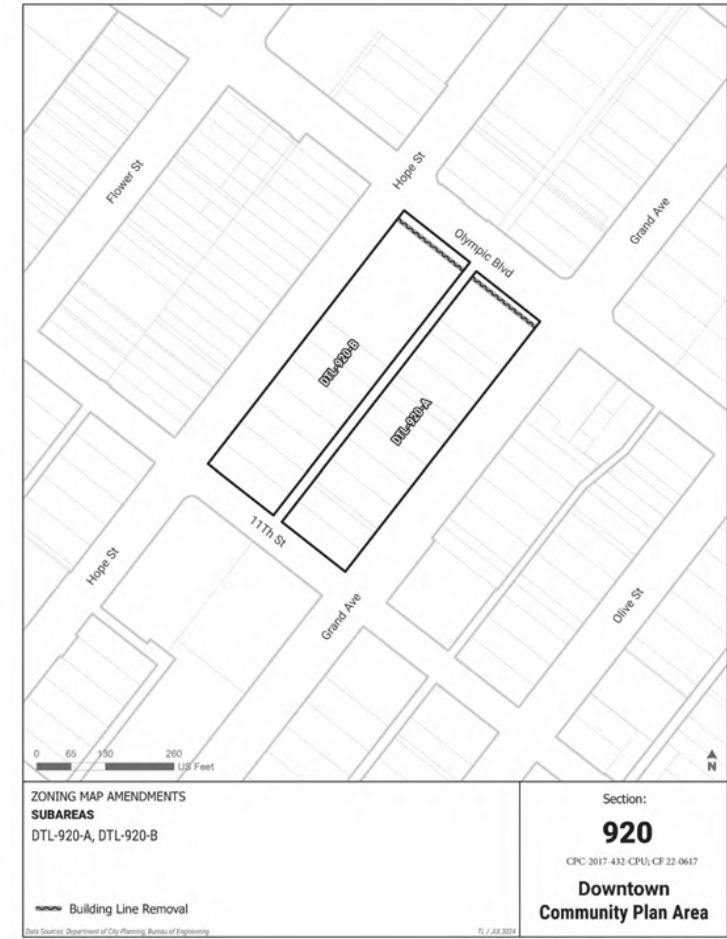 Flower St
Hope St
Olympic Blvd
Grand Ave
DTL-920-B
DTL-920-A
11Th St
Hope St
Grand Ave
Olive St
0 65 130 260
US Feet
N
ZONING MAP AMENDMENTS
SUBAREAS
DTL-920-A, DTL-920-B
Building Line Removal
Data Sources: Department of City Planning, Bureau of Engineering
TL / JUL 2024
Section:
920
CPC-2017-432-CPU; CF 22-0617
Downtown
Community Plan Area